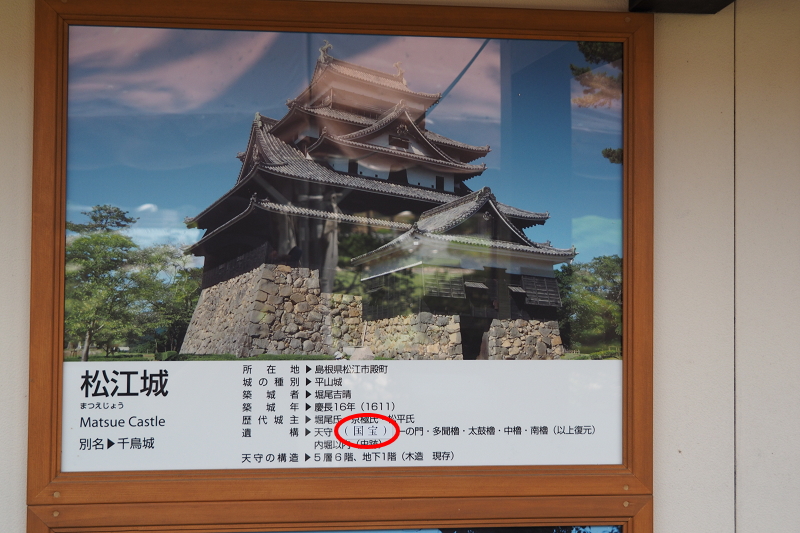 松江城
まつえじょう
Matsue Castle
別名▶千鳥城
所在地▶島根県松江市殿町
城の種別▶平山城
築城者▶堀尾吉晴
築城年▶慶長16年（1611）
歴代城主▶堀尾氏・京極氏・松平氏
遺構▶天守（国宝）一の門・多聞櫓・太鼓櫓・中櫓・南櫓（以上復元）
内堀以内（史跡）
天守の構造▶5層6階、地下1階（木造 現存）